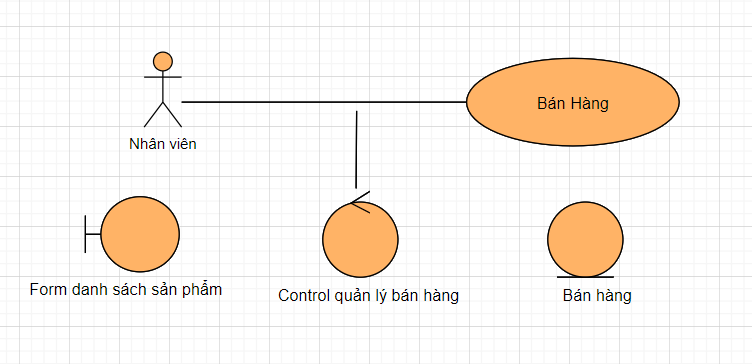 Bán Hàng
Nhân viên
Form danh sách sản phẩm
Control quản lý bán hàng
Bán hàng